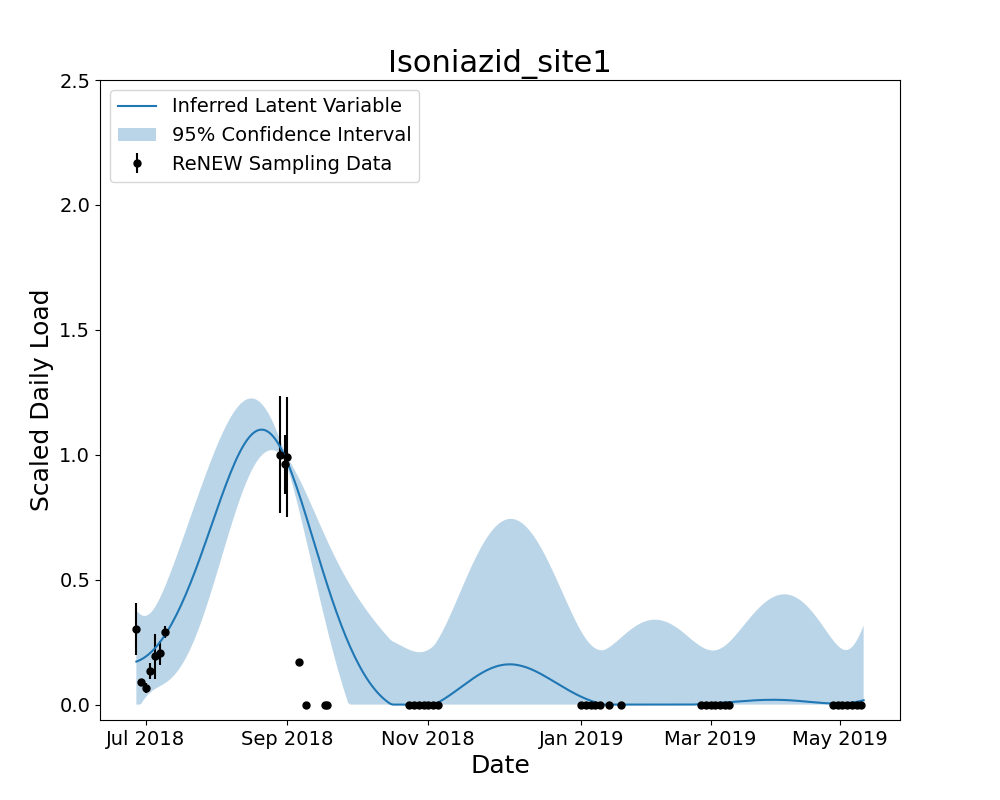 Isoniazid_site1
2.5
2.0
1.5
1.0
0.5
0.0
Scaled Daily Load
Inferred Latent Variable
95% Confidence Interval
ReNEW Sampling Data
Jul 2018 Sep 2018 Nov 2018 Jan 2019 Mar 2019 May 2019
Date